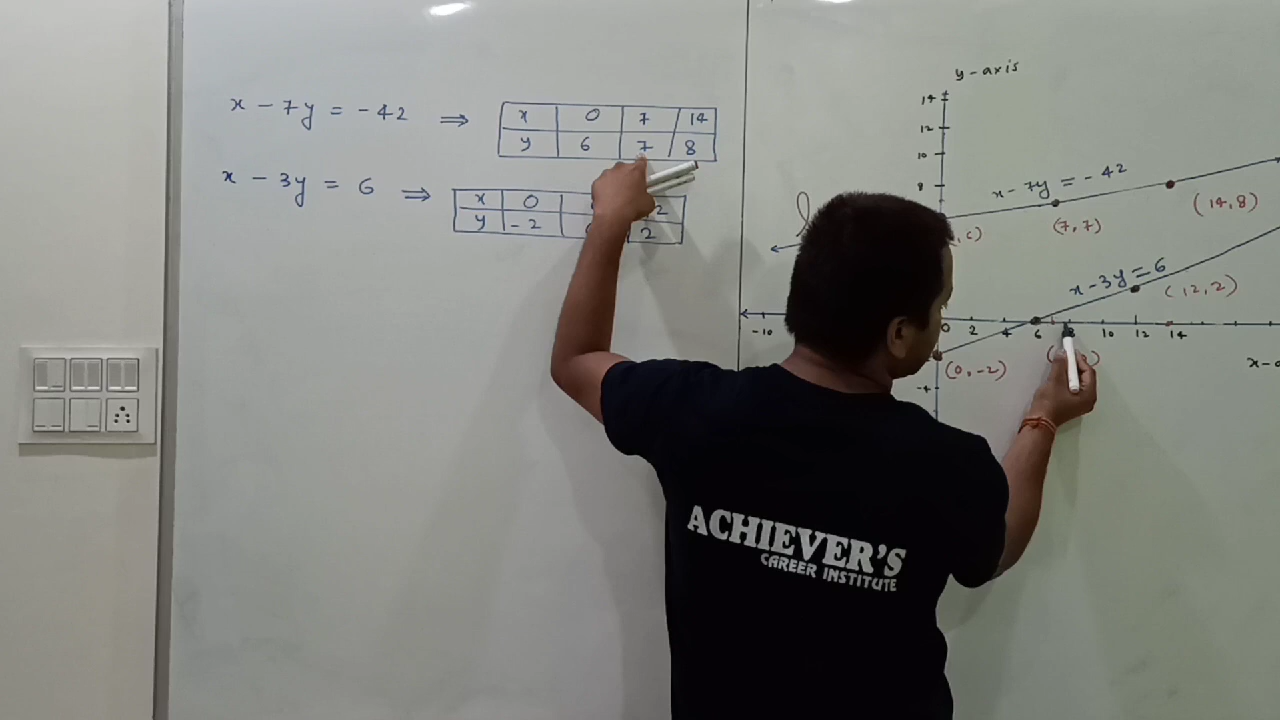 x - 7y = -42 ⇒
x 0 7 14
y 6 7 8
x - 3y = 6 ⇒
x 0
y -2 2
y-axis
14
12
10
8
x - 7y = -42
(14, 8)
(7, 7)
x - 3y = 6
(12, 2)
-10 0 2 4 6 8 10 12 14
(0, -2)
-4
ACHIEVER'S
CAREER INSTITUTE